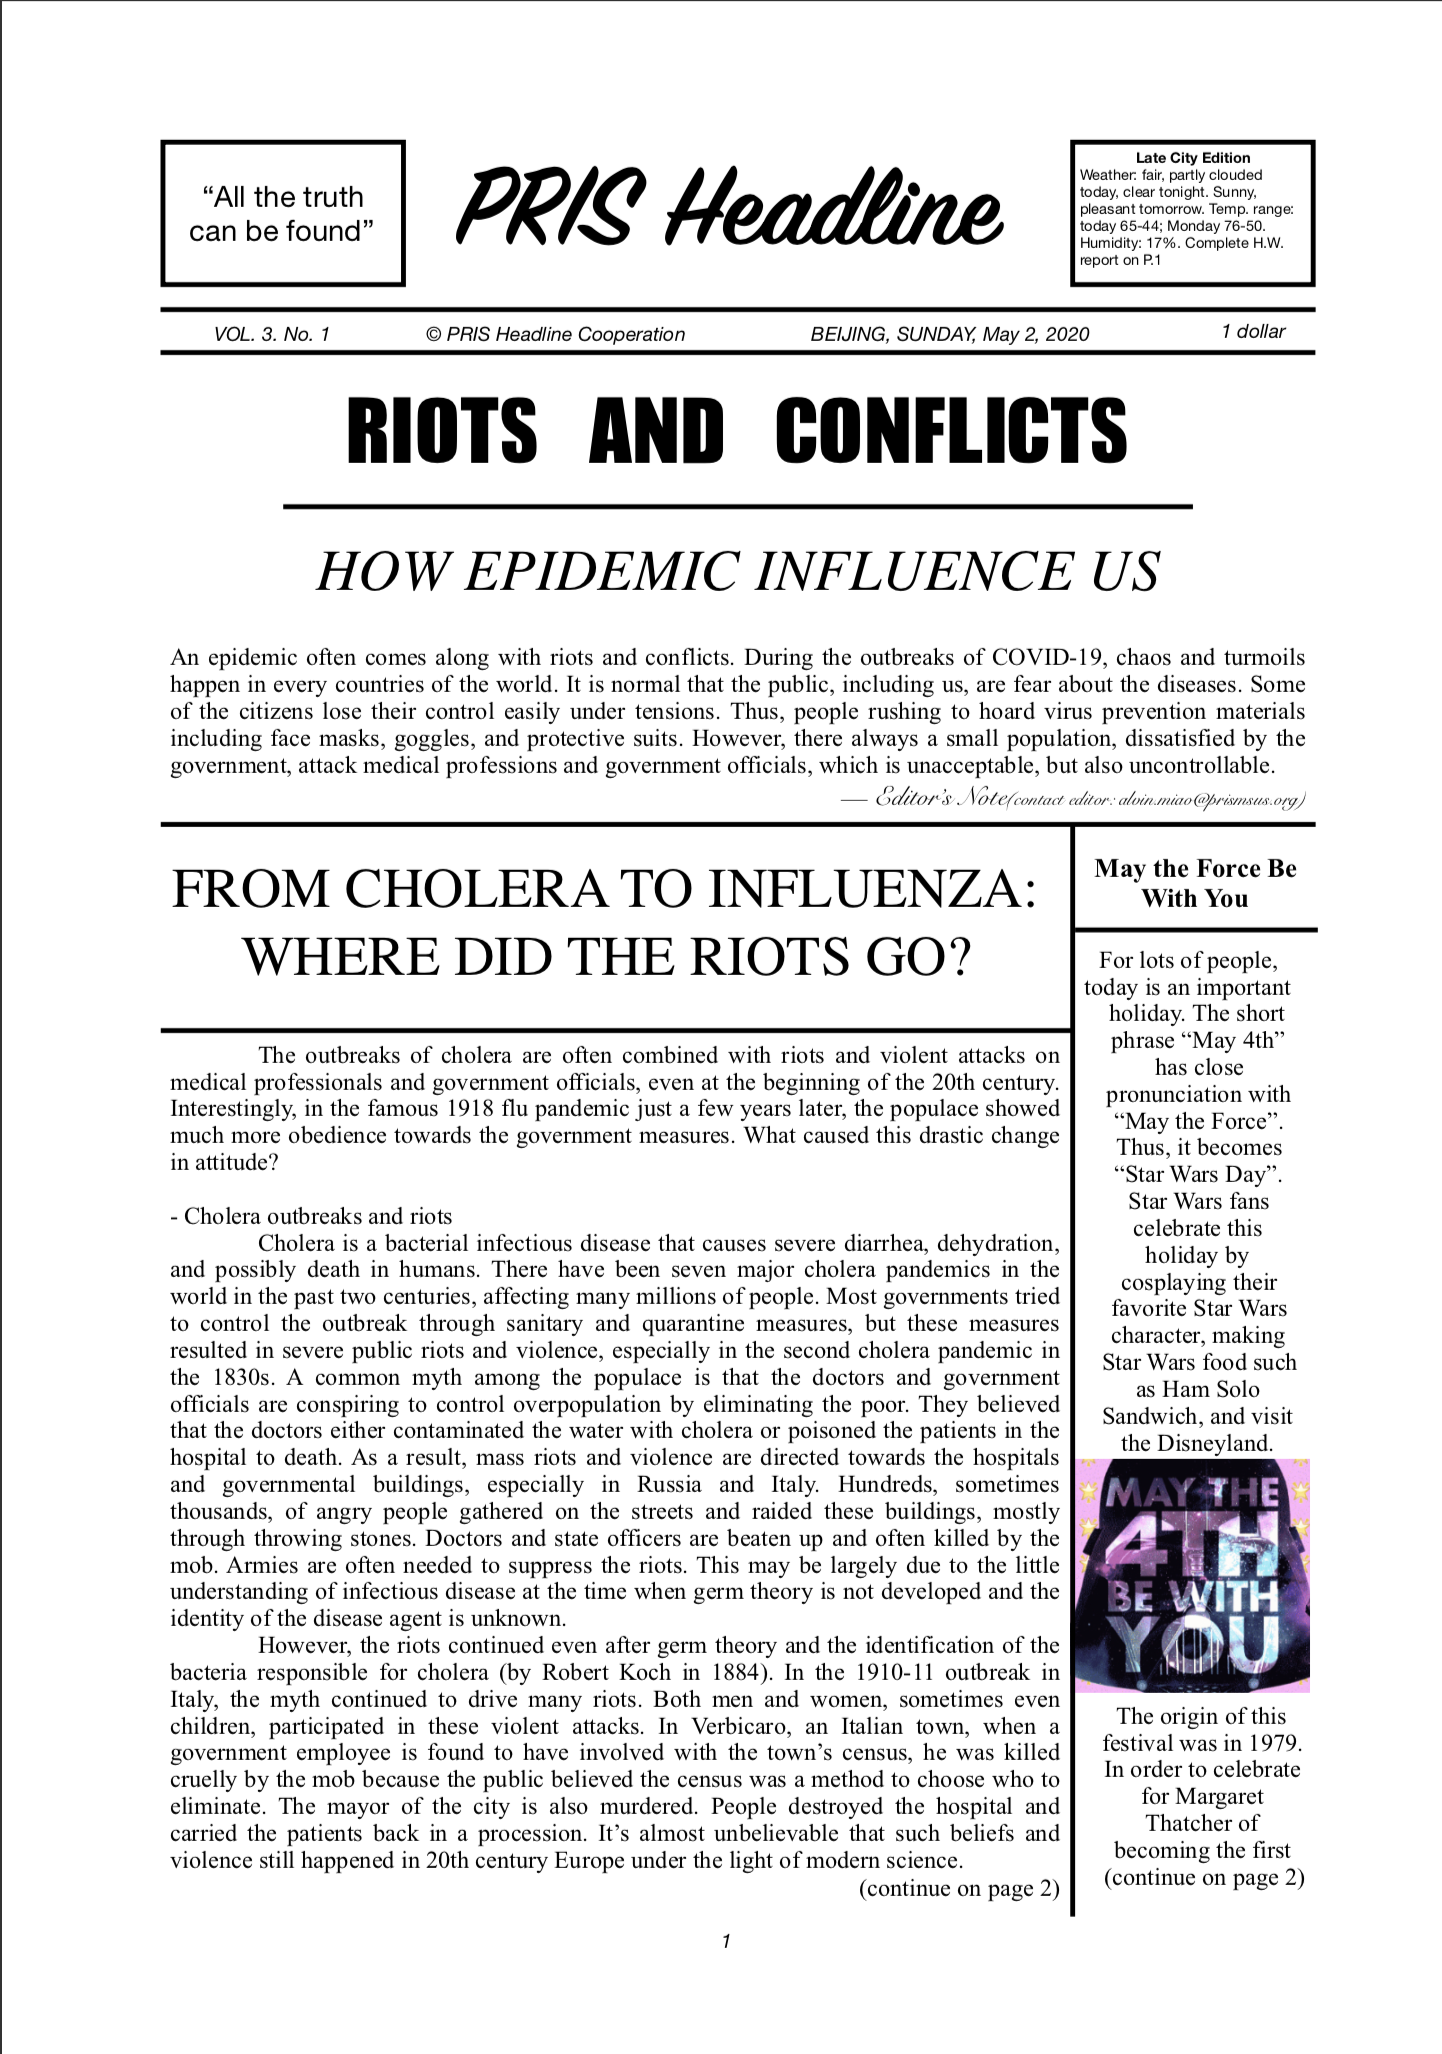 “All the truth
can be found”
PRIS Headline
Late City Edition
Weather: fair, partly clouded
today, clear tonight. Sunny,
pleasant tomorrow. Temp. range:
today 65-44; Monday 76-50.
Humidity: 17%. Complete H.W.
report on P.1
VOL. 3. No. 1 © PRIS Headline Cooperation BEIJING, SUNDAY, May 2, 2020 1 dollar
RIOTS AND CONFLICTS
HOW EPIDEMIC INFLUENCE US
An epidemic often comes along with riots and conflicts. During the outbreaks of COVID-19, chaos and turmoils
happen in every countries of the world. It is normal that the public, including us, are fear about the diseases. Some
of the citizens lose their control easily under tensions. Thus, people rushing to hoard virus prevention materials
including face masks, goggles, and protective suits. However, there always a small population, dissatisfied by the
government, attack medical professions and government officials, which is unacceptable, but also uncontrollable.
— Editor’s Note(contact editor: alvin.miao@prismsus.org)
FROM CHOLERA TO INFLUENZA:
WHERE DID THE RIOTS GO?
The outbreaks of cholera are often combined with riots and violent attacks on
medical professionals and government officials, even at the beginning of the 20th century.
Interestingly, in the famous 1918 flu pandemic just a few years later, the populace showed
much more obedience towards the government measures. What caused this drastic change
in attitude?
- Cholera outbreaks and riots
Cholera is a bacterial infectious disease that causes severe diarrhea, dehydration,
and possibly death in humans. There have been seven major cholera pandemics in the
world in the past two centuries, affecting many millions of people. Most governments tried
to control the outbreak through sanitary and quarantine measures, but these measures
resulted in severe public riots and violence, especially in the second cholera pandemic in
the 1830s. A common myth among the populace is that the doctors and government
officials are conspiring to control overpopulation by eliminating the poor. They believed
that the doctors either contaminated the water with cholera or poisoned the patients in the
hospital to death. As a result, mass riots and violence are directed towards the hospitals
and governmental buildings, especially in Russia and Italy. Hundreds, sometimes
thousands, of angry people gathered on the streets and raided these buildings, mostly
through throwing stones. Doctors and state officers are beaten up and often killed by the
mob. Armies are often needed to suppress the riots. This may be largely due to the little
understanding of infectious disease at the time when germ theory is not developed and the
identity of the disease agent is unknown.
However, the riots continued even after germ theory and the identification of the
bacteria responsible for cholera (by Robert Koch in 1884). In the 1910-11 outbreak in
Italy, the myth continued to drive many riots. Both men and women, sometimes even
children, participated in these violent attacks. In Verbicaro, an Italian town, when a
government employee is found to have involved with the town’s census, he was killed
cruelly by the mob because the public believed the census was a method to choose who to
eliminate. The mayor of the city is also murdered. People destroyed the hospital and
carried the patients back in a procession. It’s almost unbelievable that such beliefs and
violence still happened in 20th century Europe under the light of modern science.
(continue on page 2)
May the Force Be
With You
For lots of people,
today is an important
holiday. The short
phrase “May 4th”
has close
pronunciation with
“May the Force”.
Thus, it becomes
“Star Wars Day”.
Star Wars fans
celebrate this
holiday by
cosplaying their
favorite Star Wars
character, making
Star Wars food such
as Ham Solo
Sandwich, and visit
the Disneyland.
MAY THE
4TH
BE WITH
YOU
The origin of this
festival was in 1979.
In order to celebrate
for Margaret
Thatcher of
becoming the first
(continue on page 2)
1